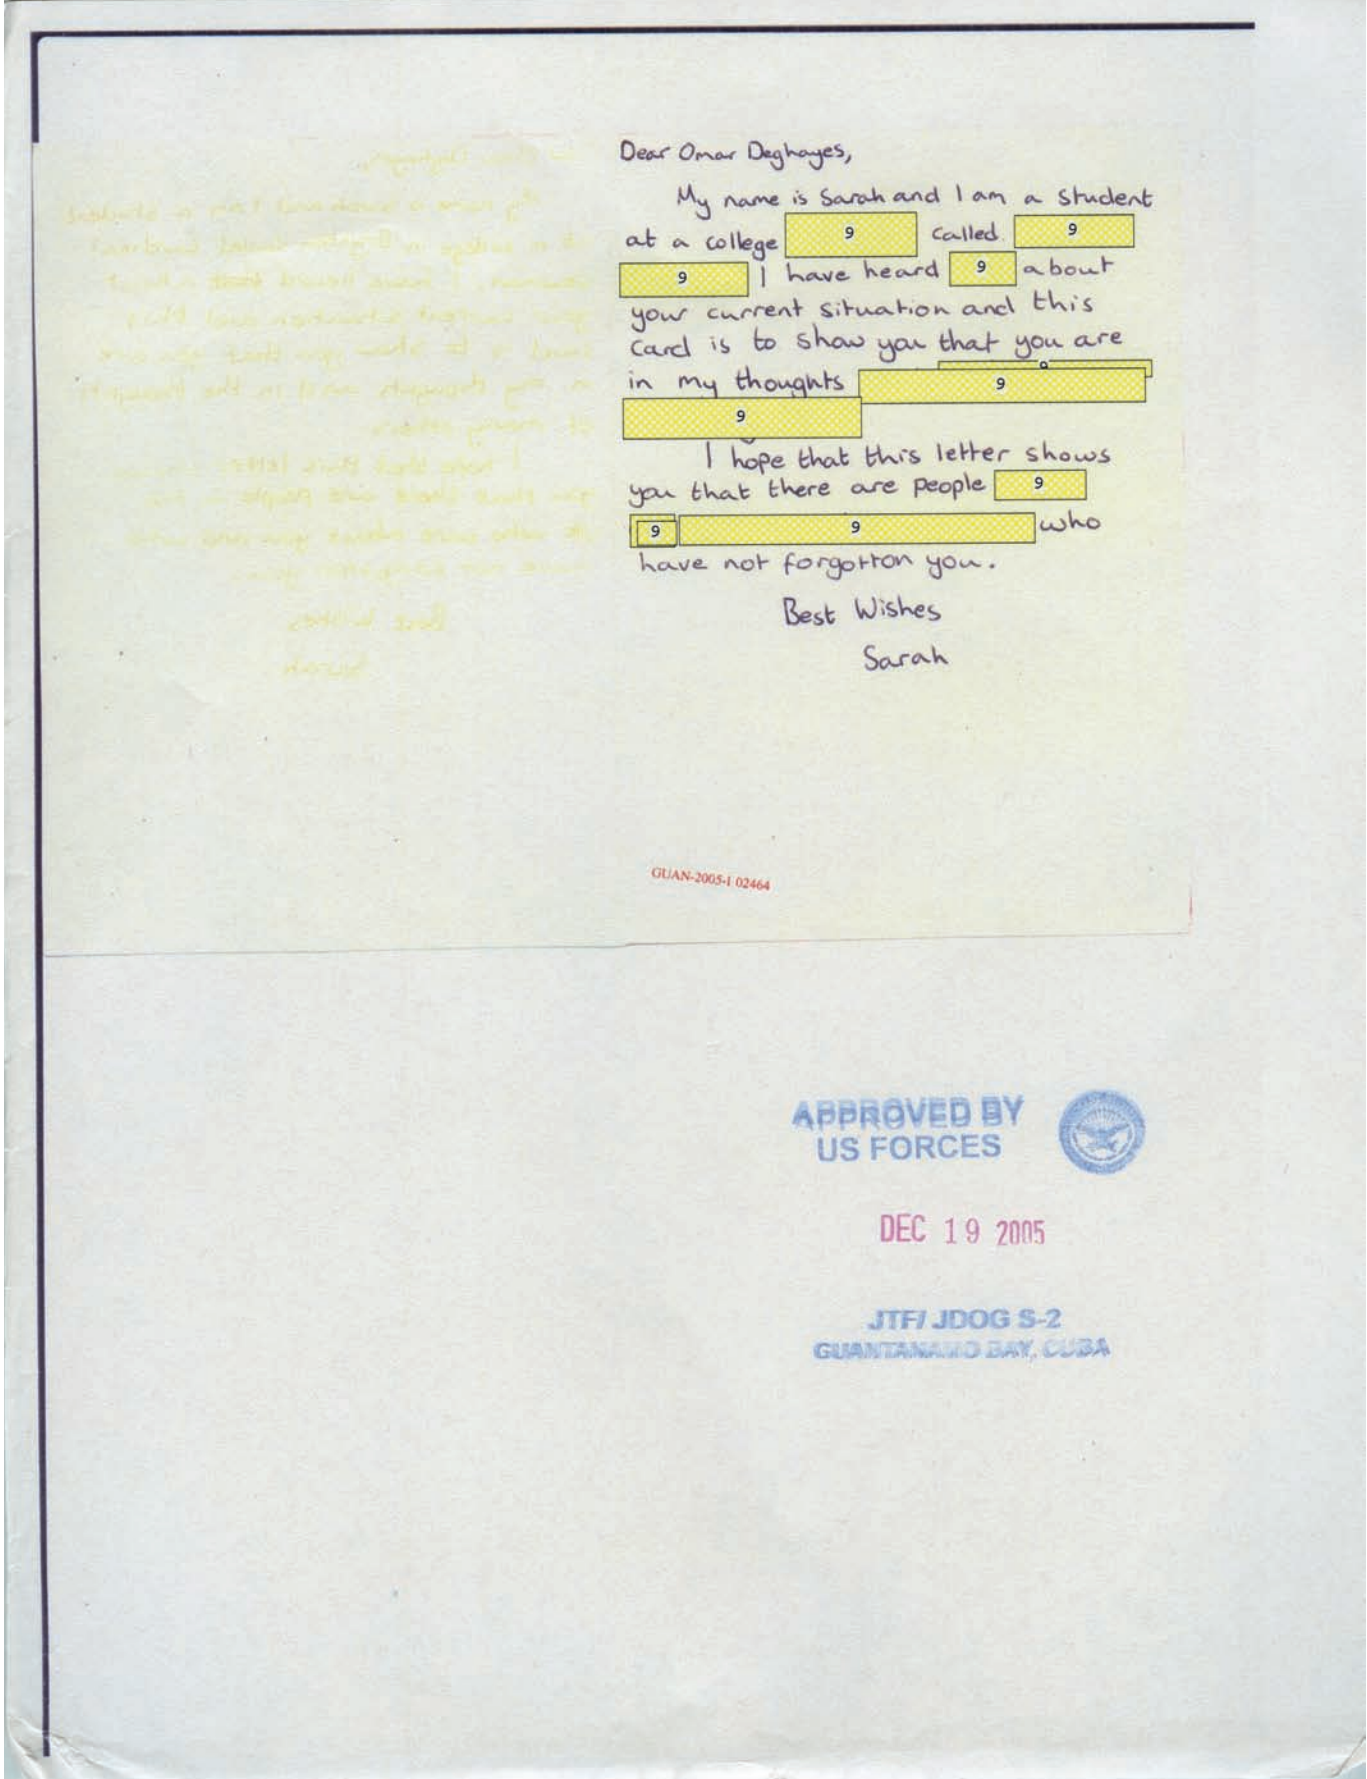 Dear Omar Deghayes,
My name is Sarah and I am a student
at a college 9 called 9
9 I have heard 9 about
your current situation and this
card is to show you that you are
9
in my thoughts 9
9
I hope that this letter shows
you that there are people 9
9 9 who
have not forgotton you.
Best Wishes
Sarah
GUAN-2005-I 02464
APPROVED BY
US FORCES
DEC 19 2005
JTF/ JDOG S-2
GUANTANAMO BAY, CUBA